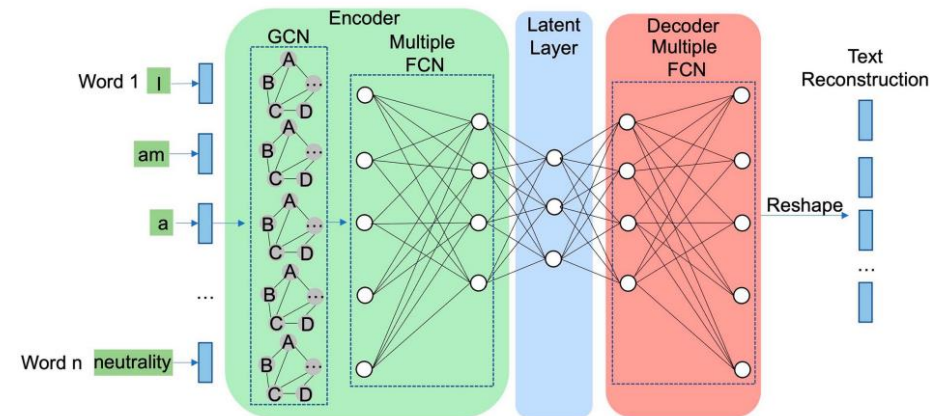 Encoder
GCN
Multiple
FCN
Latent
Layer
Decoder
Multiple
FCN
Text
Reconstruction
Word 1 I
am
a
...
Word n neutrality
A
B ...
C D
A
B ...
C D
A
B ...
C D
A
B ...
C D
A
B ...
C D
Reshape
...